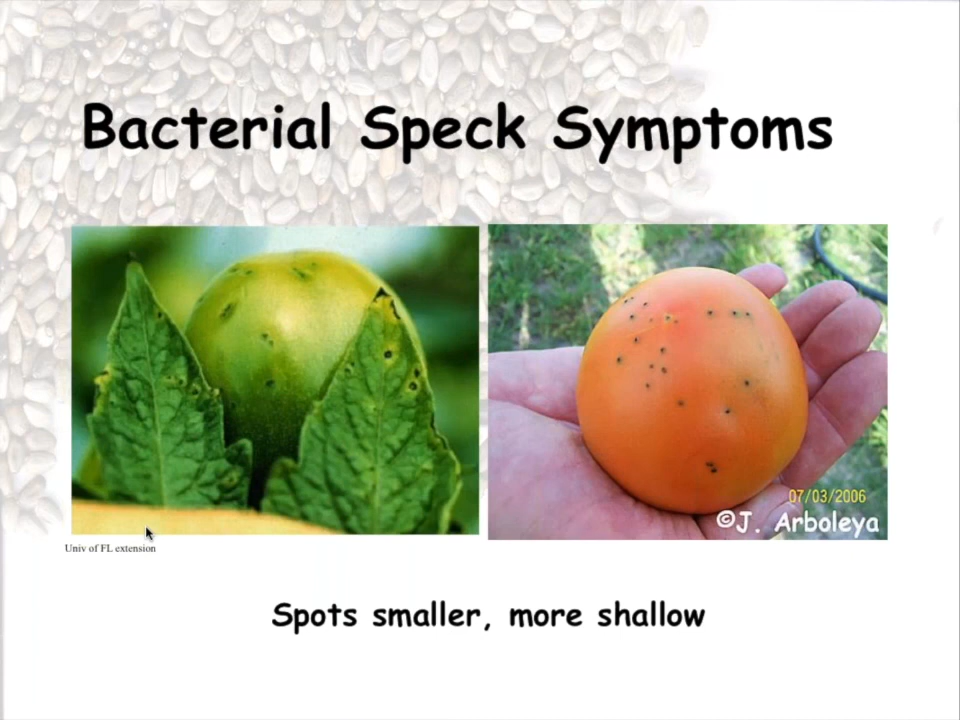 Bacterial Speck Symptoms
07/03/2006
©J. Arboleya
Univ of FL extension
Spots smaller, more shallow